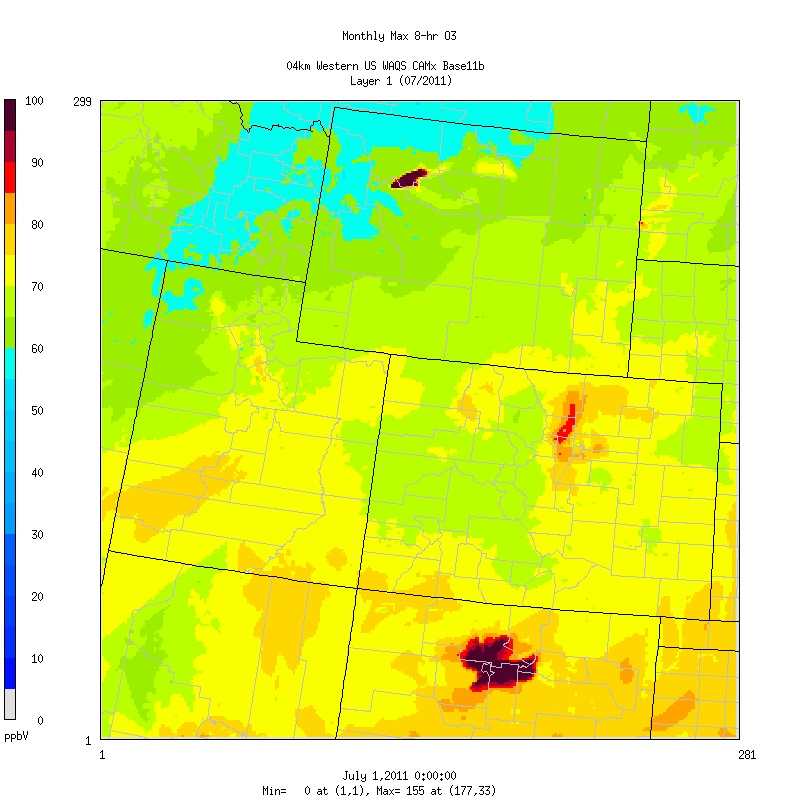 Monthly Max 8-hr O3
04km Western US WAQS CAMx Base11b
Layer 1 (07/2011)
299
100
90
80
70
60
50
40
30
20
10
0
ppbV
1
1
281
July 1,2011 0:00:00
Min=   0 at (1,1), Max= 155 at (177,33)